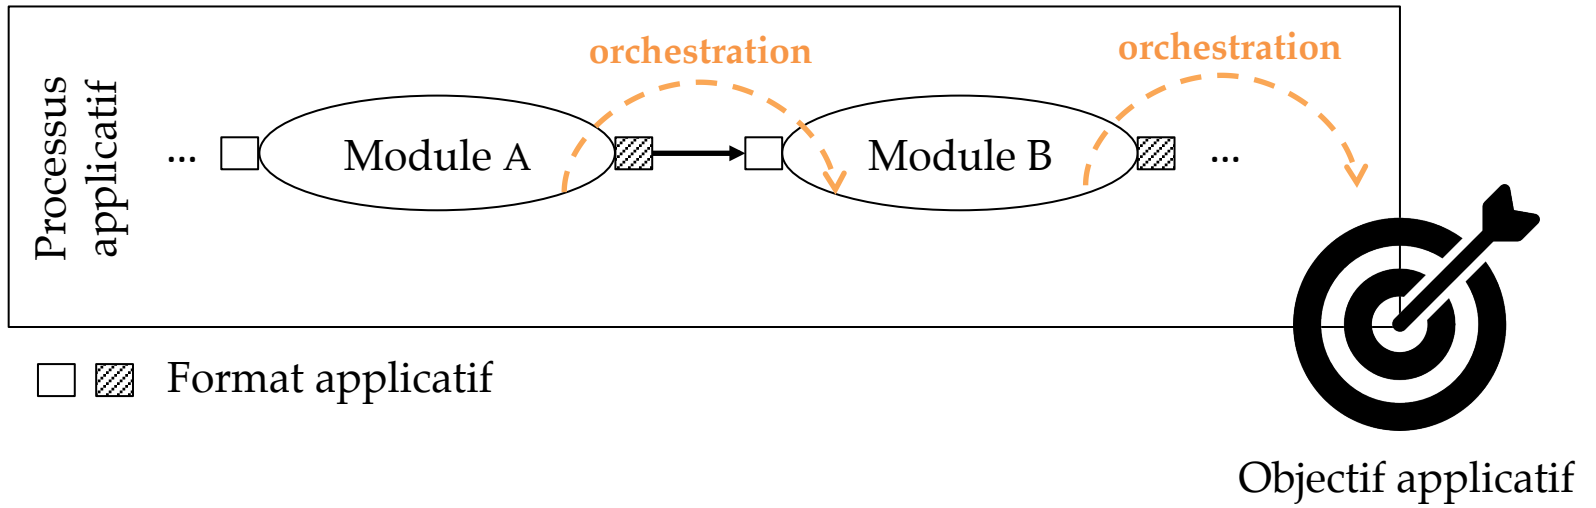 orchestration
orchestration
Processus
applicatif
...
Module A
Module B
...
Format applicatif
Objectif applicatif